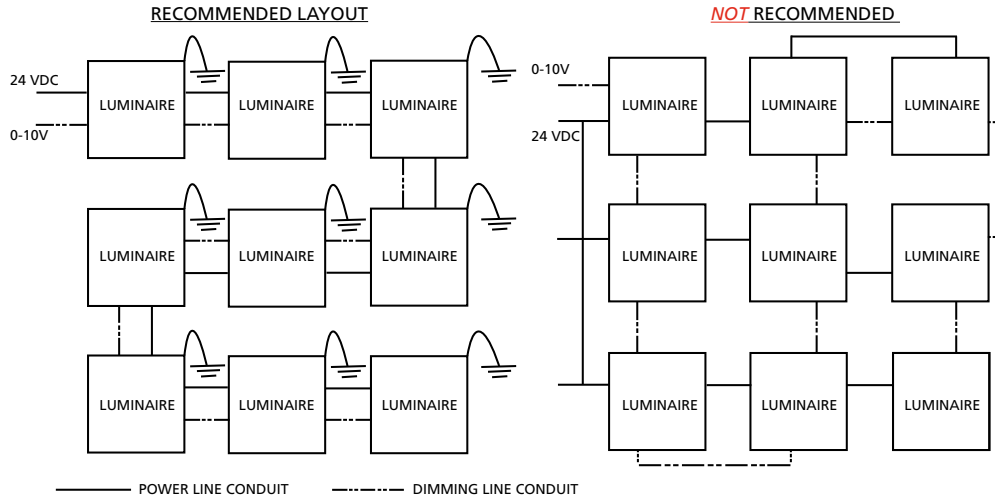 RECOMMENDED LAYOUT
24 VDC
0-10V
LUMINAIRE LUMINAIRE LUMINAIRE
LUMINAIRE LUMINAIRE LUMINAIRE
LUMINAIRE LUMINAIRE LUMINAIRE
NOT RECOMMENDED
0-10V
24 VDC
LUMINAIRE LUMINAIRE LUMINAIRE
LUMINAIRE LUMINAIRE LUMINAIRE
LUMINAIRE LUMINAIRE LUMINAIRE
POWER LINE CONDUIT
DIMMING LINE CONDUIT